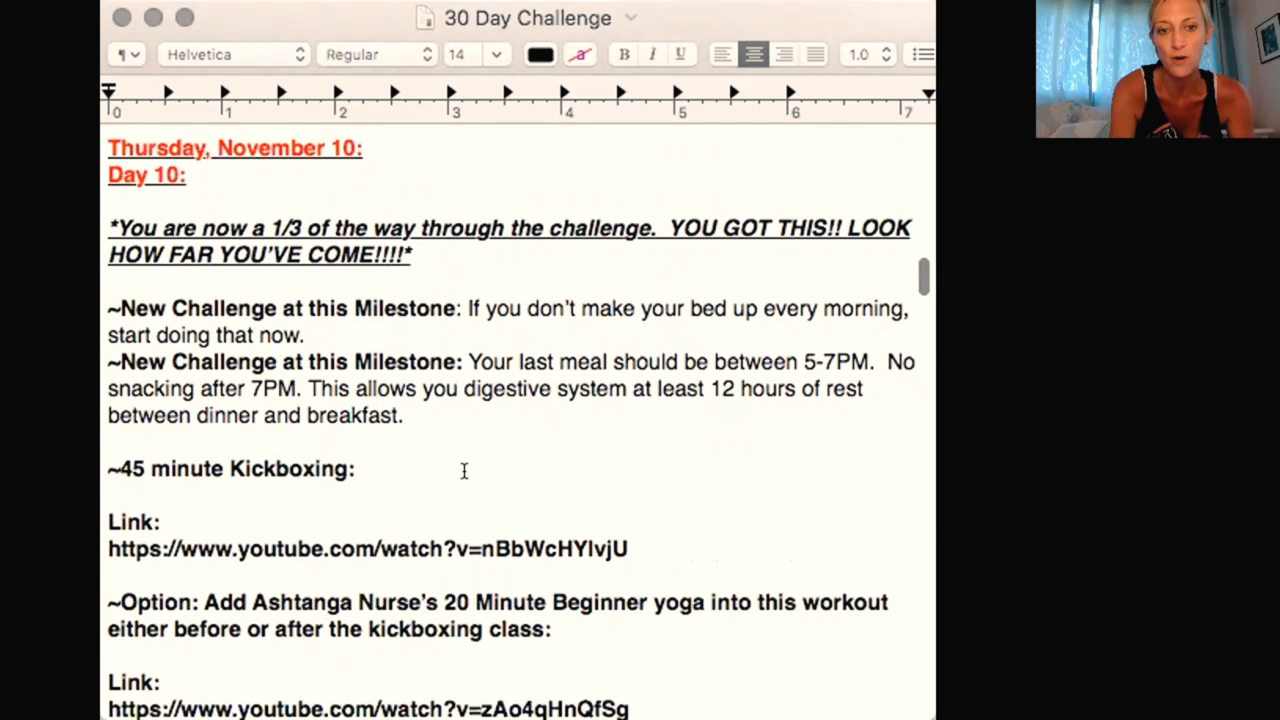 30 Day Challenge
Helvetica Regular 14 a B I U 1.0
0 1 2 3 4 5 6 7
Thursday, November 10:
Day 10:
*You are now a 1/3 of the way through the challenge.  YOU GOT THIS!! LOOK
HOW FAR YOU'VE COME!!!!*
~New Challenge at this Milestone: If you don't make your bed up every morning,
start doing that now.
~New Challenge at this Milestone: Your last meal should be between 5-7PM.  No
snacking after 7PM. This allows you digestive system at least 12 hours of rest
between dinner and breakfast.
~45 minute Kickboxing:
Link:
https://www.youtube.com/watch?v=nBbWcHYIvjU
~Option: Add Ashtanga Nurse's 20 Minute Beginner yoga into this workout
either before or after the kickboxing class:
Link:
https://www.youtube.com/watch?v=zAo4qHnQfSg